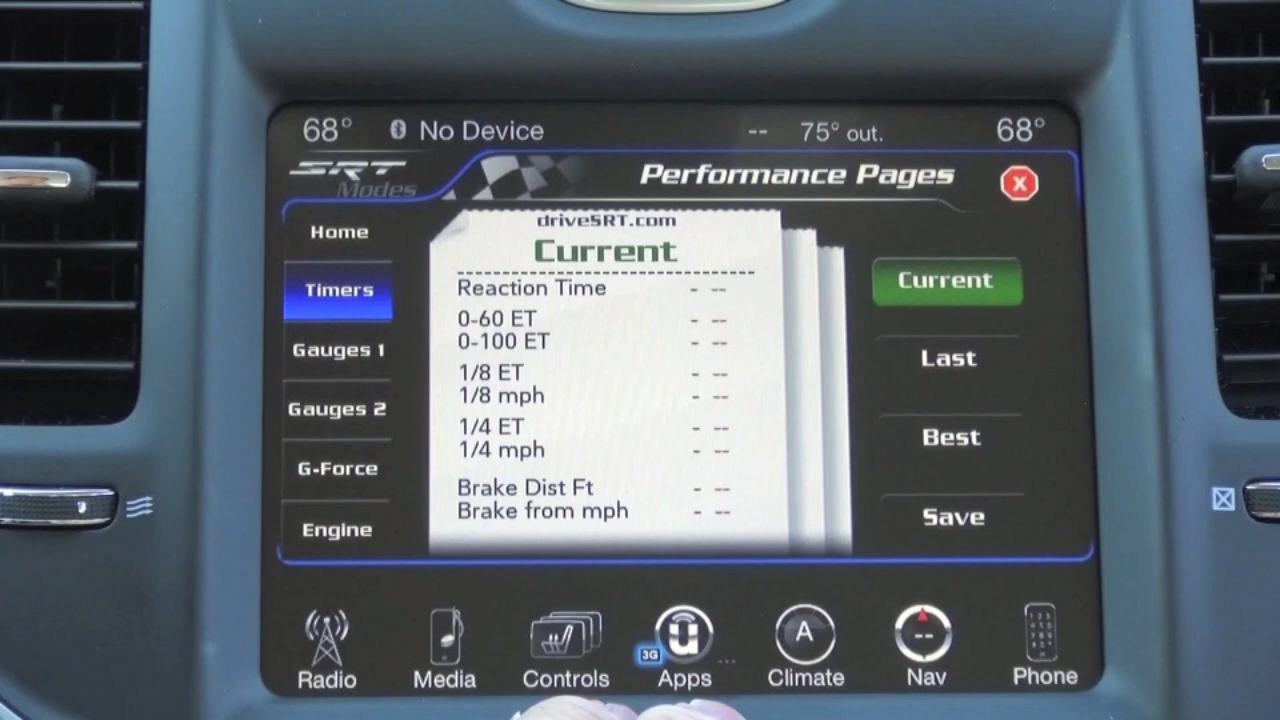 68° No Device -- 75° out. 68°
SRT
Modes
Performance Pages
X
Home
Timers
Gauges 1
Gauges 2
G-Force
Engine
driveSRT.com
Current
Reaction Time - --
0-60 ET - --
0-100 ET - --
1/8 ET - --
1/8 mph - --
1/4 ET - --
1/4 mph - --
Brake Dist Ft - --
Brake from mph - --
Current
Last
Best
Save
3G u ... A --
Radio Media Controls Apps Climate Nav Phone